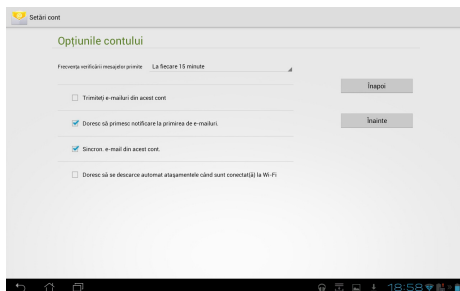 Setări cont
Opțiunile contului
Frecvența verificării mesajelor primite La fiecare 15 minute
Înapoi
Trimiteți e-mailuri din acest cont
Doresc să primesc notificare la primirea de e-mailuri.
Înainte
Sincron. e-mail din acest cont.
Doresc să se descarce automat atașamentele când sunt conectat(ă) la Wi-Fi
18:58